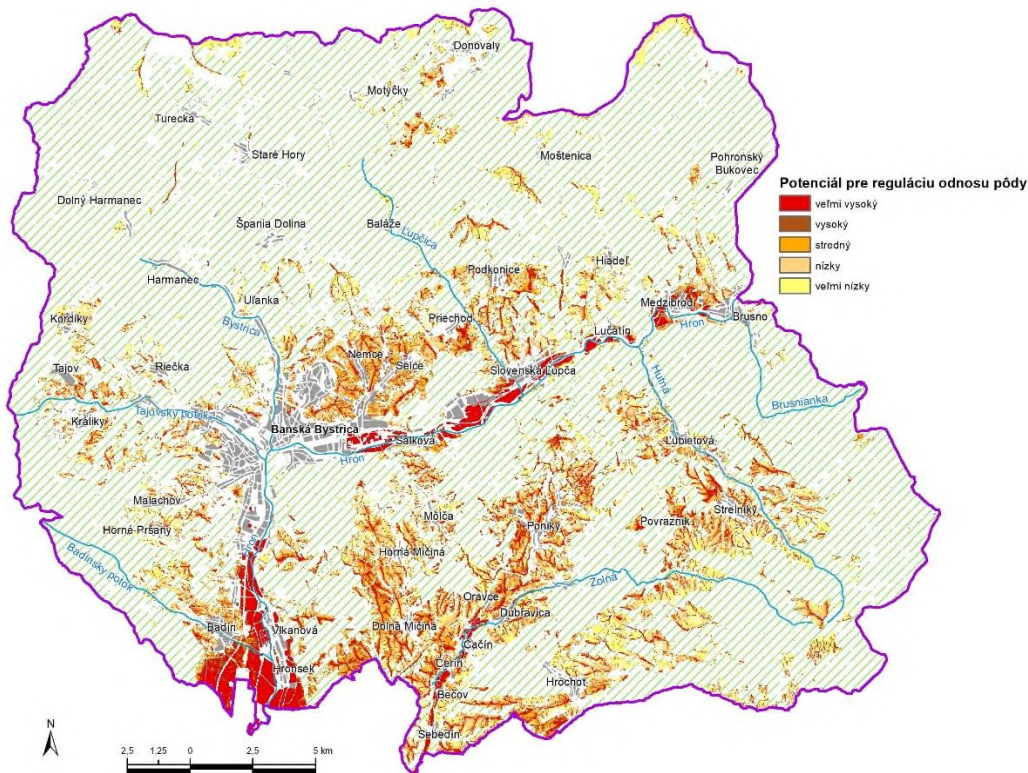 Donovaly
Motyčky
Turecká
Staré Hory
Moštenica
Pohronský
Bukovec
Dolný Harmanec
Špania Dolina
Baláže
Ľupčica
Harmanec
Podkonice
Hiadeľ
Uľanka
Medzibrod
Kordíky
Bystrica
Priechod
Lučatín
Hron
Brusno
Tajov
Riečka
Nemce
Selce
Slovenská Ľupča
Hutná
Králiky
Tajovský potok
Brusnianka
Banská Bystrica
Šálková
Hron
Ľubietová
Malachov
Strelníky
Horné Pršany
Môlča
Poniky
Povrazník
Hron
Badínsky potok
Horná Mičiná
Zolná
Oravce
Dúbravica
Badín
Vlkanová
Dolná Mičiná
Čačín
Hronsek
Čerín
Hrochoť
Bečov
Sebedín
Potenciál pre reguláciu odnosu pôdy
veľmi vysoký
vysoký
stredný
nízky
veľmi nízky
N
2,5 1,25 0 2,5 5 km